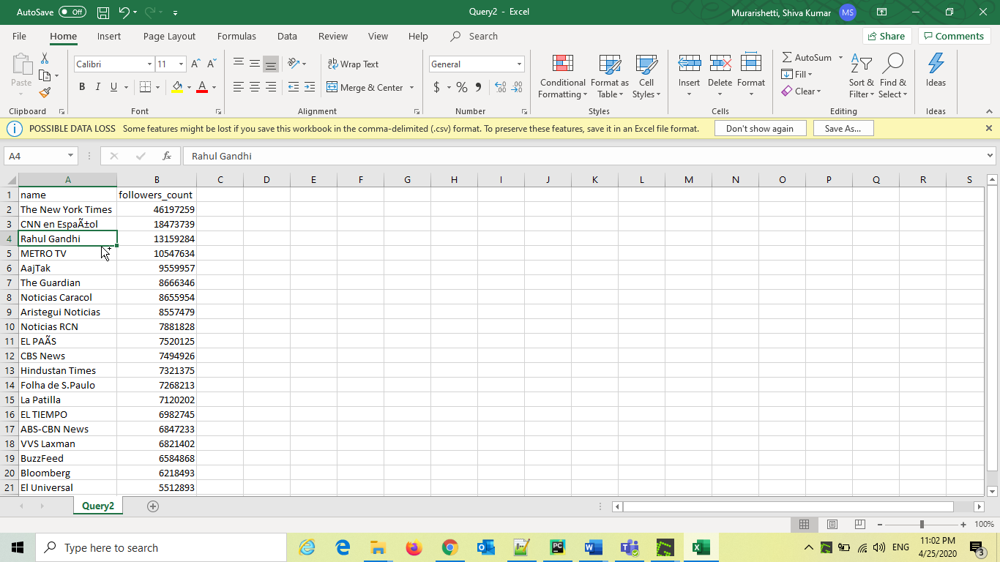 AutoSave Off Query2 - Excel Murarishetti, Shiva Kumar MS
File Home Insert Page Layout Formulas Data Review View Help Search Share Comments
Paste Calibri 11 Wrap Text General Conditional Formatting Format as Table Cell Styles Insert Delete Format AutoSum Sort & Filter Find & Select Ideas
B I U Merge & Center $ % Fill
Clear
Clipboard Font Alignment Number Styles Cells Editing Ideas
POSSIBLE DATA LOSS Some features might be lost if you save this workbook in the comma-delimited (.csv) format. To preserve these features, save it in an Excel file format. Don't show again Save As...
A4 fx Rahul Gandhi
A B C D E F G H I J K L M N O P Q R S
1 name followers_count
2 The New York Times 46197259
3 CNN en EspaÃ±ol 18473739
4 Rahul Gandhi 13159284
5 METRO TV 10547634
6 AajTak 9559957
7 The Guardian 8666346
8 Noticias Caracol 8655954
9 Aristegui Noticias 8557479
10 Noticias RCN 7881828
11 EL PAÃS 7520125
12 CBS News 7494926
13 Hindustan Times 7321375
14 Folha de S.Paulo 7268213
15 La Patilla 7120202
16 EL TIEMPO 6982745
17 ABS-CBN News 6847233
18 VVS Laxman 6821402
19 BuzzFeed 6584868
20 Bloomberg 6218493
21 El Universal 5512893
Query2
100%
Type here to search ENG 11:02 PM
4/25/2020 3